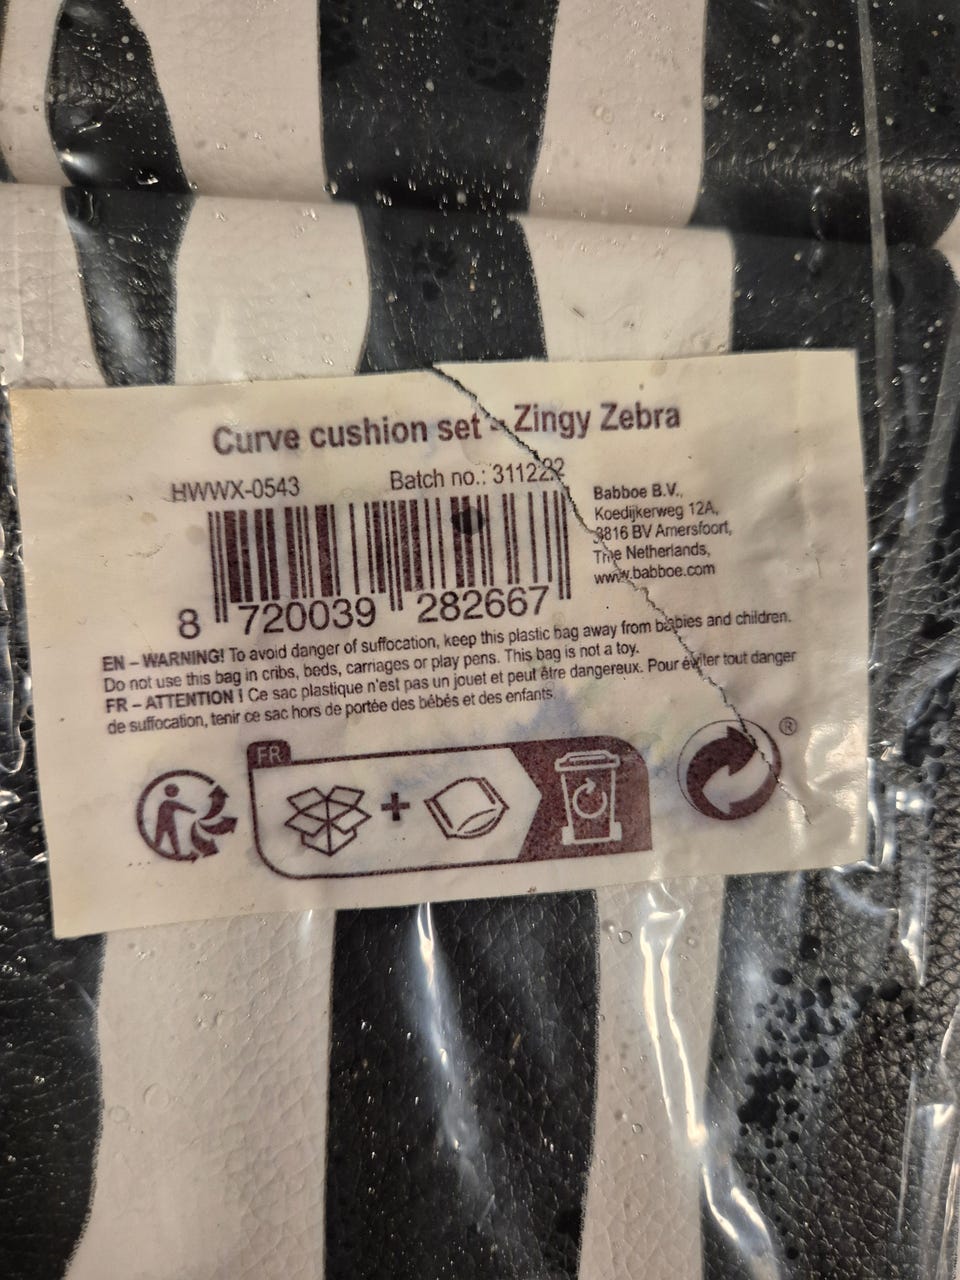 Curve cushion set - Zingy Zebra
HWWX-0543
Batch no.: 311222
Babboe B.V.,
Koedijkerweg 12A,
3816 BV Amersfoort,
The Netherlands,
www.babboe.com
8 720039 282667
EN – WARNING! To avoid danger of suffocation, keep this plastic bag away from babies and children.
Do not use this bag in cribs, beds, carriages or play pens. This bag is not a toy.
FR – ATTENTION ! Ce sac plastique n'est pas un jouet et peut être dangereux. Pour éviter tout danger
de suffocation, tenir ce sac hors de portée des bébés et des enfants.
FR
®